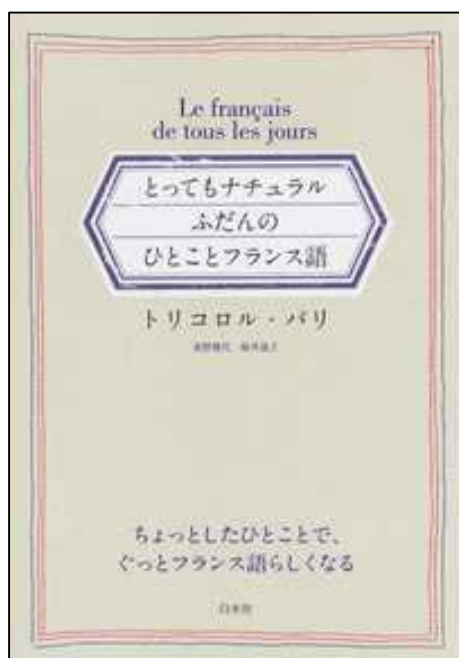 Le français
de tous les jours
とってもナチュラル
ふだんの
ひとことフランス語
トリコロル・パリ
ちょっとしたひとことで、
ぐっとフランス語らしくなる
白水社